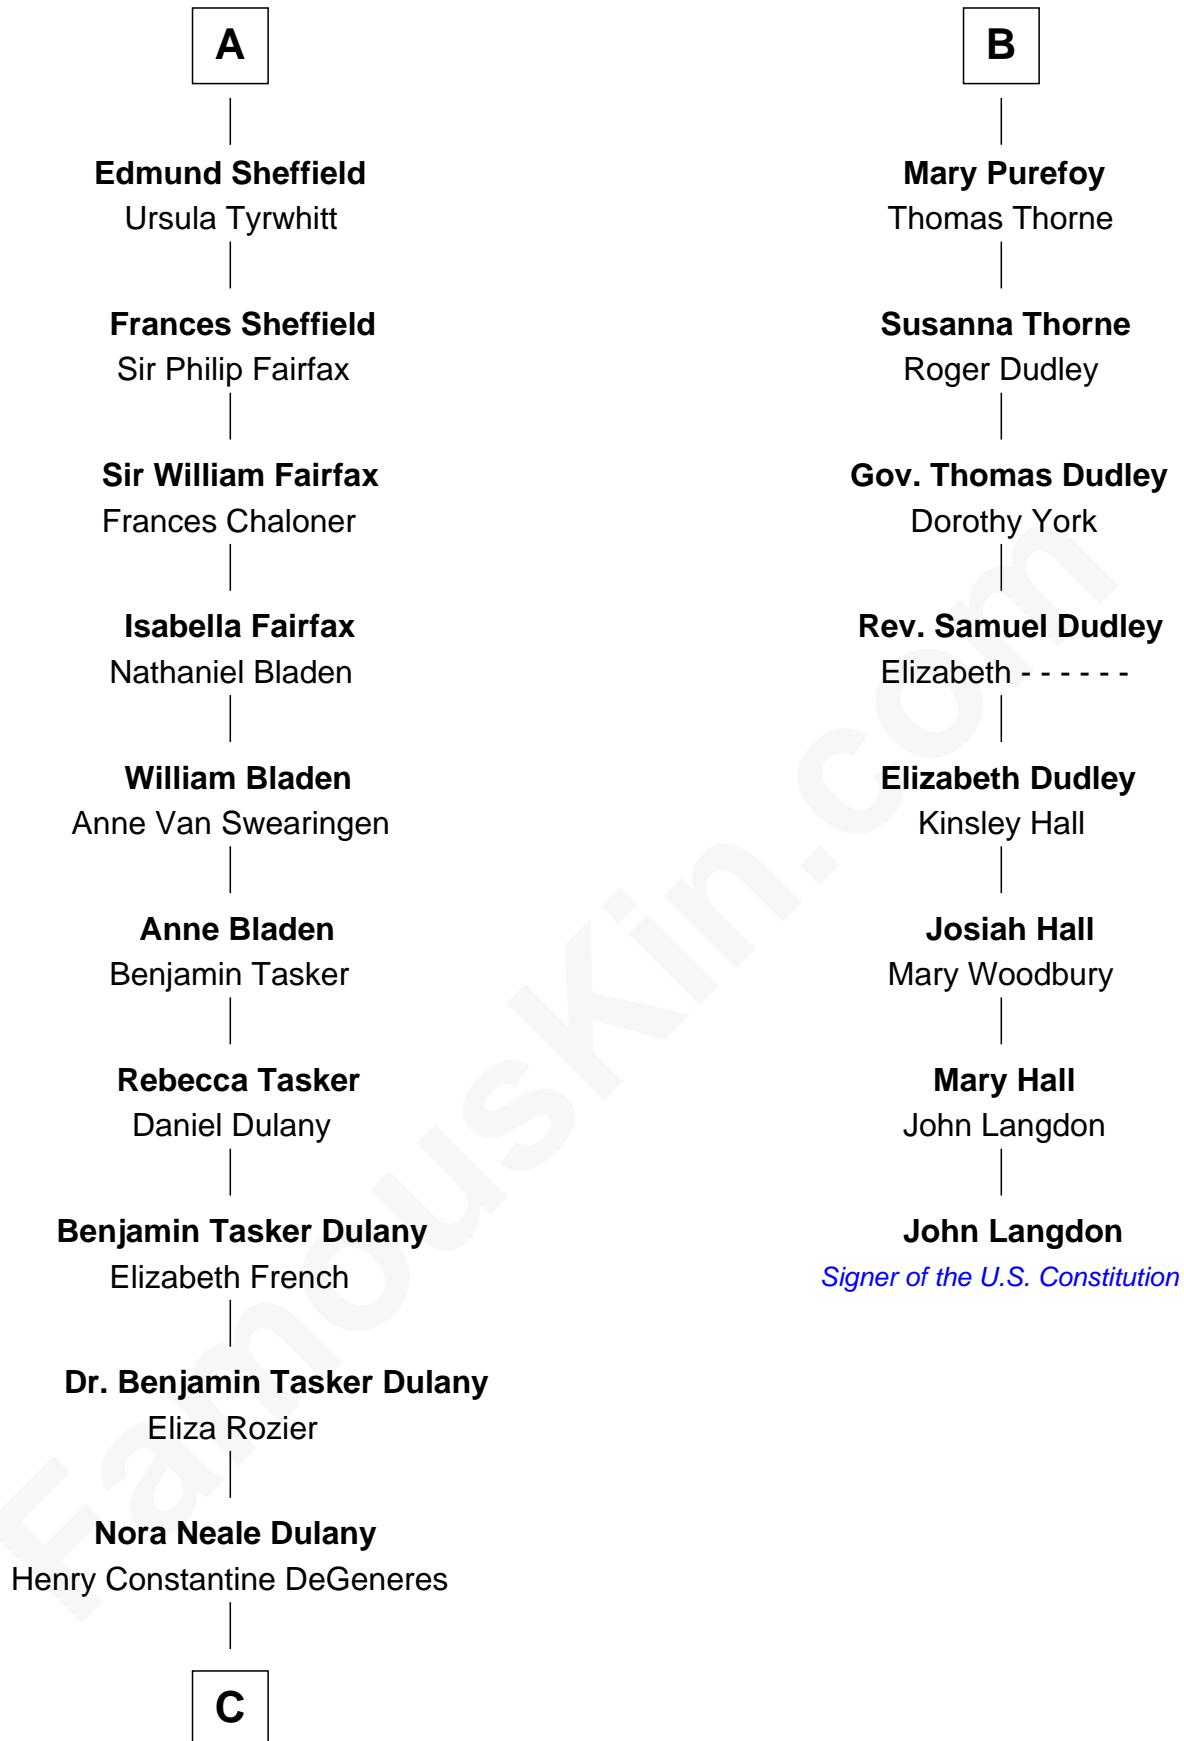 A
Edmund Sheffield
Ursula Tyrwhitt
Frances Sheffield
Sir Philip Fairfax
Sir William Fairfax
Frances Chaloner
Isabella Fairfax
Nathaniel Bladen
William Bladen
Anne Van Swearingen
Anne Bladen
Benjamin Tasker
Rebecca Tasker
Daniel Dulany
Benjamin Tasker Dulany
Elizabeth French
Dr. Benjamin Tasker Dulany
Eliza Rozier
Nora Neale Dulany
Henry Constantine DeGeneres
C
B
Mary Purefoy
Thomas Thorne
Susanna Thorne
Roger Dudley
Gov. Thomas Dudley
Dorothy York
Rev. Samuel Dudley
Elizabeth - - - - - -
Elizabeth Dudley
Kinsley Hall
Josiah Hall
Mary Woodbury
Mary Hall
John Langdon
John Langdon
Signer of the U.S. Constitution
FamousKin.com